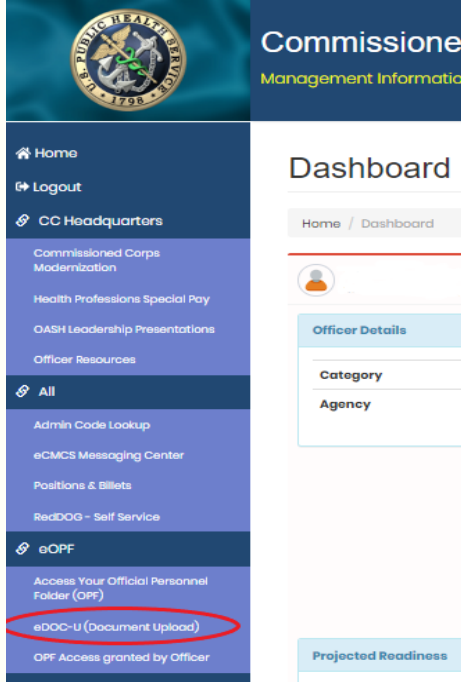 U.S. PUBLIC HEALTH SERVICE
1798
Commissione
Management Informatio
Home
Logout
CC Headquarters
Commissioned Corps
Modernization
Health Professions Special Pay
OASH Leadership Presentations
Officer Resources
All
Admin Code Lookup
eCMCS Messaging Center
Positions & Billets
RedDOG - Self Service
eOPF
Access Your Official Personnel
Folder (OPF)
eDOC-U (Document Upload)
OPF Access granted by Officer
Dashboard
Home / Dashboard
Officer Details
Category
Agency
Projected Readiness